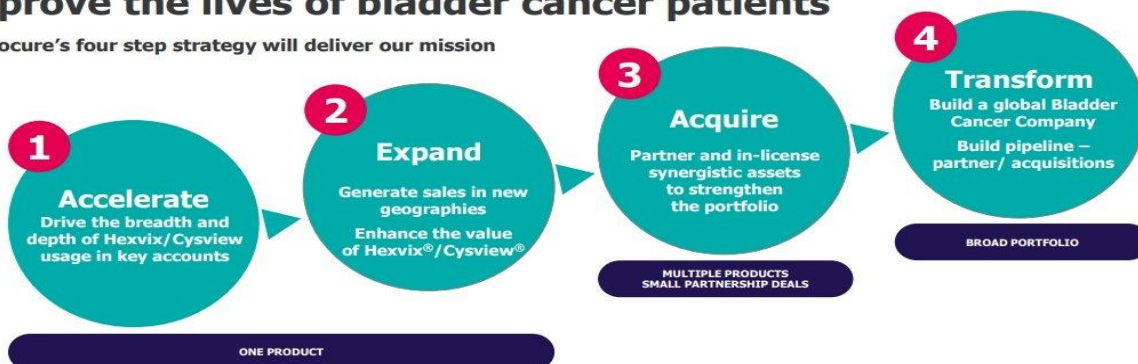 prove the lives of bladder cancer patients
ocure's four step strategy will deliver our mission
1
Accelerate
Drive the breadth and
depth of Hexvix/Cysview
usage in key accounts
2
Expand
Generate sales in new
geographies
Enhance the value
of Hexvix®/Cysview®
ONE PRODUCT
3
Acquire
Partner and in-license
synergistic assets
to strengthen
the portfolio
MULTIPLE PRODUCTS
SMALL PARTNERSHIP DEALS
4
Transform
Build a global Bladder
Cancer Company
Build pipeline –
partner/ acquisitions
BROAD PORTFOLIO